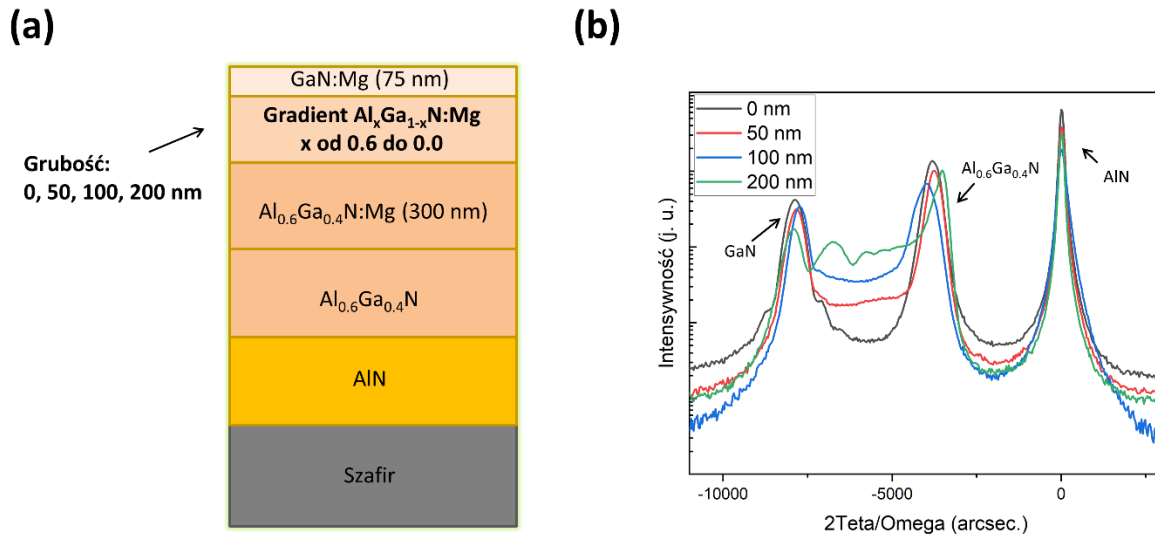 (a)
GaN:Mg (75 nm)
Gradient AlₓGa₁₋ₓN:Mg
x od 0.6 do 0.0
Grubość:
0, 50, 100, 200 nm
Al₀.₆Ga₀.₄N:Mg (300 nm)
Al₀.₆Ga₀.₄N
AlN
Szafir
(b)
0 nm
50 nm
100 nm
200 nm
Al₀.₆Ga₀.₄N
AlN
GaN
Intensywność (j. u.)
-10000
-5000
0
2Teta/Omega (arcsec.)